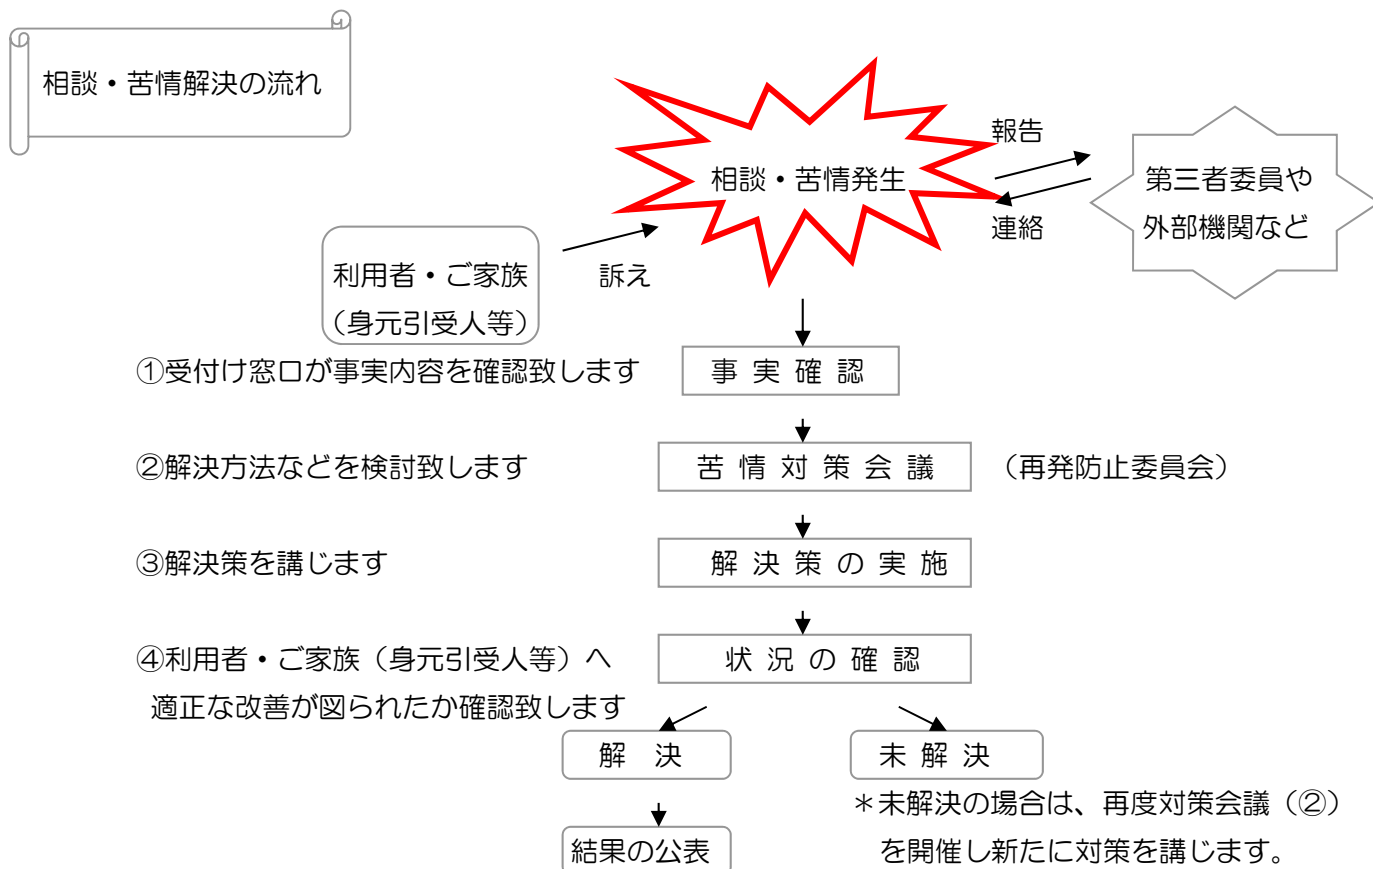 相談・苦情解決の流れ
報告
相談・苦情発生
第三者委員や
外部機関など
連絡
利用者・ご家族
（身元引受人等）
訴え
①受付け窓口が事実内容を確認致します
事実確認
②解決方法などを検討致します
苦情対策会議
（再発防止委員会）
③解決策を講じます
解決策の実施
④利用者・ご家族（身元引受人等）へ
適正な改善が図られたか確認致します
状況の確認
解　決
未解決
＊未解決の場合は、再度対策会議（②）
を開催し新たに対策を講じます。
結果の公表